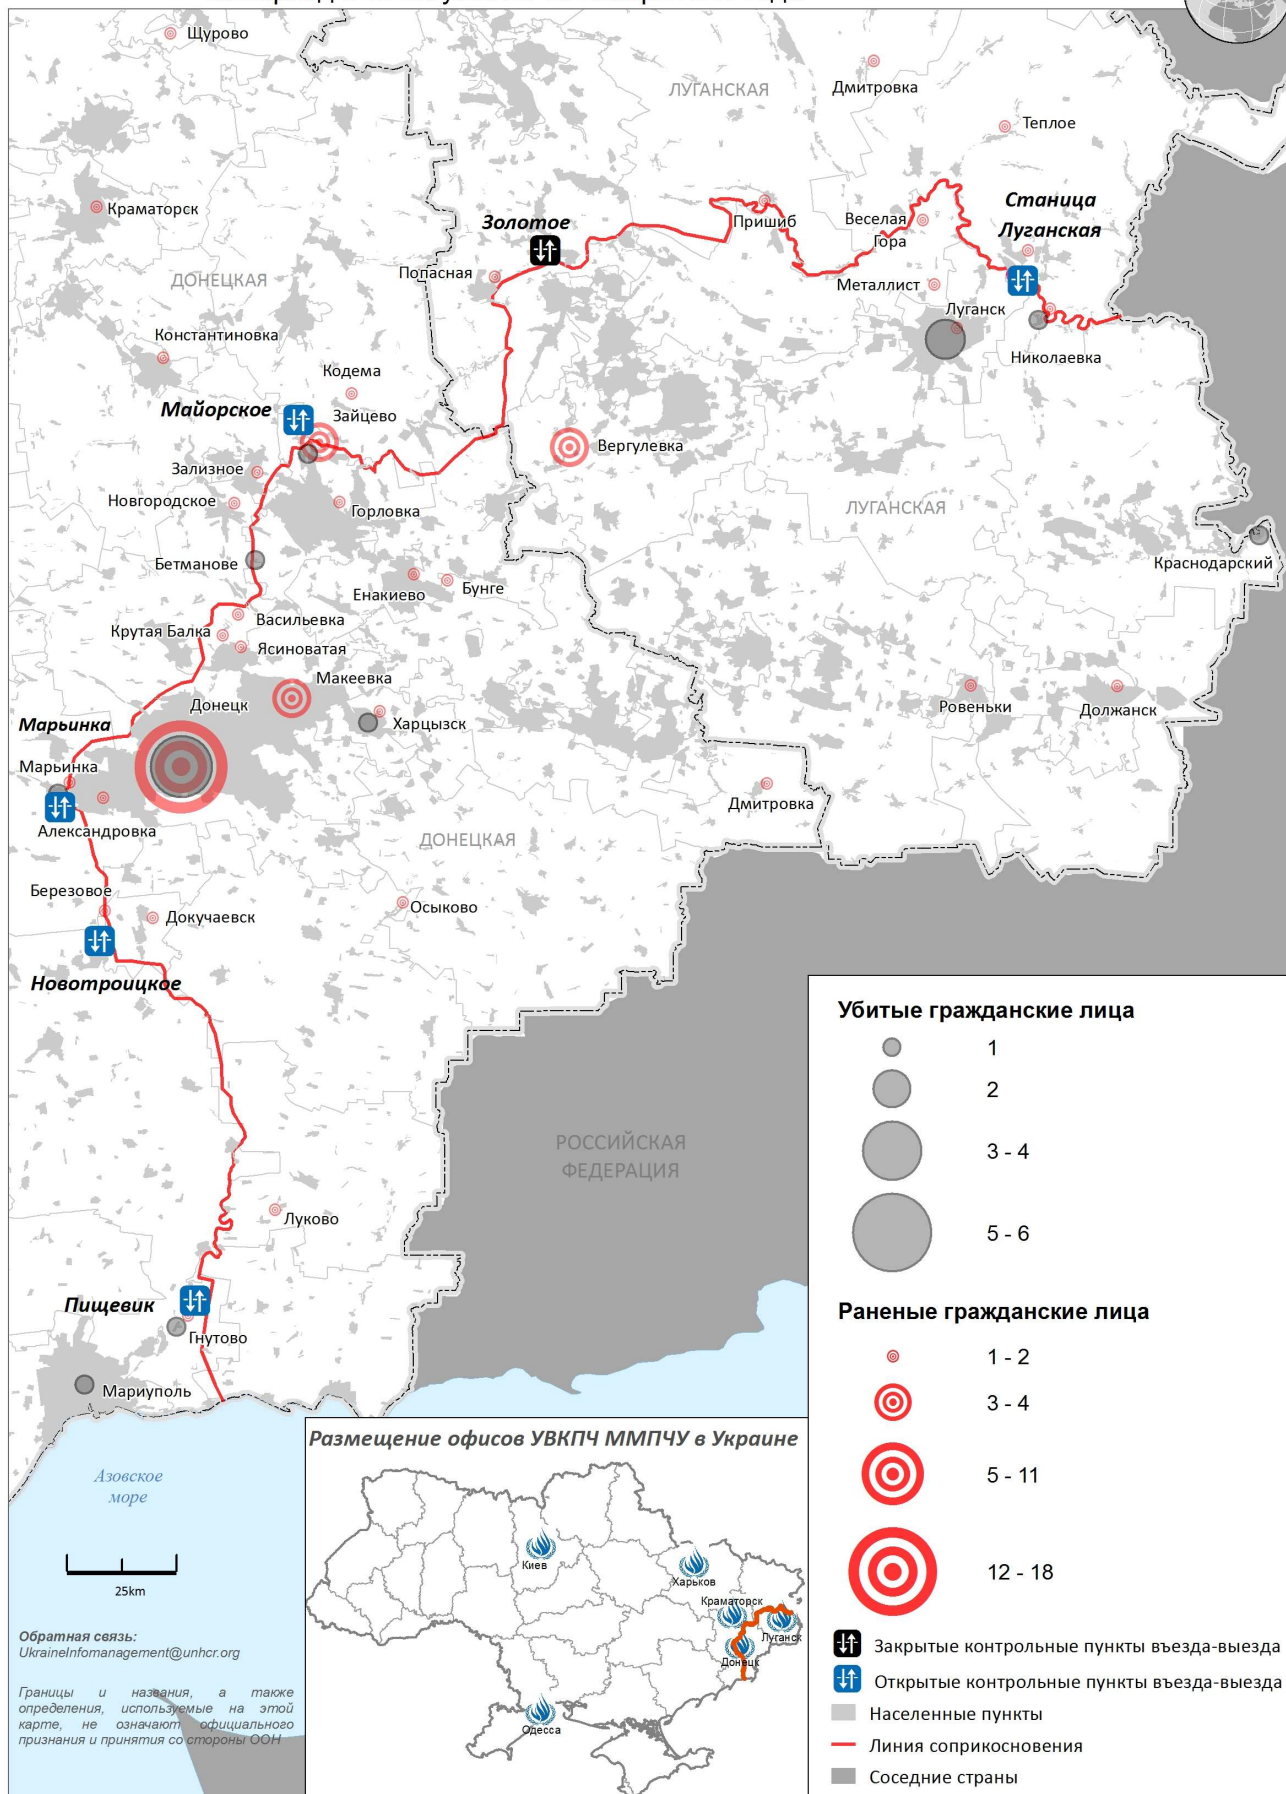 Щурово
ЛУГАНСКАЯ
Дмитровка
Теплое
Краматорск
Золотое
Пришиб
Веселая
Гора
Станица
Луганская
Попасная
ДОНЕЦКАЯ
Металлист
Луганск
Николаевка
Константиновка
Кодема
Майорское
Зайцево
Вергулевка
Зализное
Новгородское
Горловка
ЛУГАНСКАЯ
Бетманове
Краснодарский
Енакиево
Бунге
Васильевка
Крутая Балка
Ясиноватая
Макеевка
Донецк
Ровеньки
Должанск
Марьинка
Харцызск
Марьинка
Дмитровка
Александровка
ДОНЕЦКАЯ
Березовое
Докучаевск
Осыково
Новотроицкое
РОССИЙСКАЯ
ФЕДЕРАЦИЯ
Луково
Пищевик
Гнутово
Мариуполь
Азовское
море
25km
Обратная связь:
UkraineInfomanagement@unhcr.org
Границы и названия, а также
определения, используемые на этой
карте, не означают официального
признания и принятия со стороны ООН
Размещение офисов УВКПЧ ММПЧУ в Украине
Киев
Харьков
Краматорск
Луганск
Донецк
Одесса
Убитые гражданские лица
1
2
3 - 4
5 - 6
Раненые гражданские лица
1 - 2
3 - 4
5 - 11
12 - 18
Закрытые контрольные пункты въезда-выезда
Открытые контрольные пункты въезда-выезда
Населенные пункты
Линия соприкосновения
Соседние страны